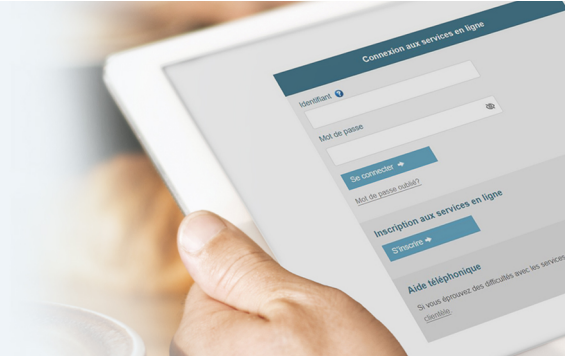 Connexion aux services en ligne
Identifiant ?
Mot de passe
Se connecter
Mot de passe oublié?
Inscription aux services en ligne
S'inscrire
Aide téléphonique
Si vous éprouvez des difficultés avec les services
clientèle.